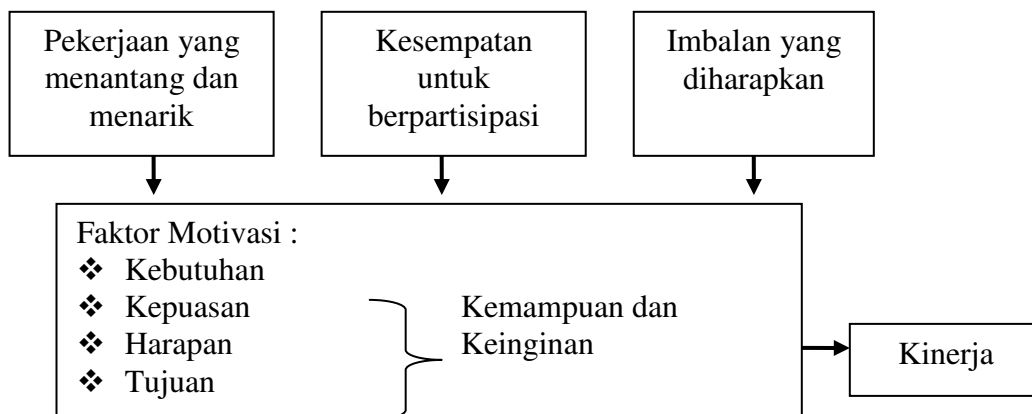 Pekerjaan yang
menantang dan
menarik
Kesempatan
untuk
berpartisipasi
Imbalan yang
diharapkan
Faktor Motivasi :
❖ Kebutuhan
❖ Kepuasan
❖ Harapan
❖ Tujuan
Kemampuan dan
Keinginan
Kinerja